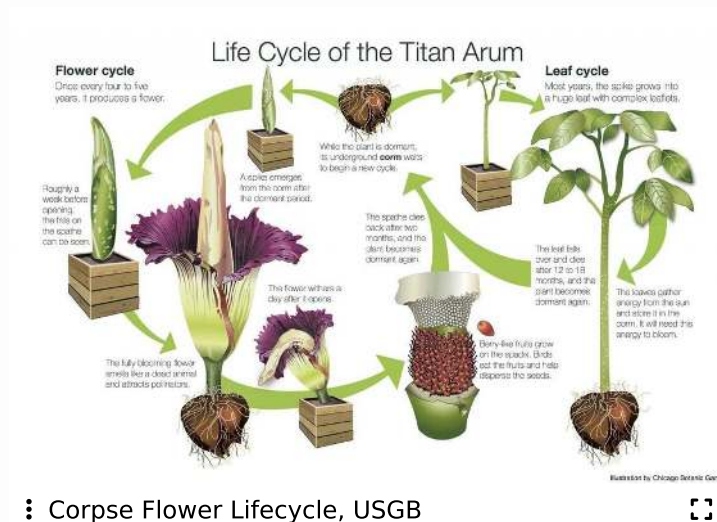 Life Cycle of the Titan Arum
Flower cycle
Once every four to five
years, it produces a flower.
Leaf cycle
Most years, the spike grows into
a huge leaf with complex leaflets.
While the plant is dormant,
its underground corm waits
to begin a new cycle.
A spike emerges
from the corm after
the dormant period.
Roughly a
week before
opening,
the frills on
the spathe
can be seen.
The spathe dies
back after two
months, and the
plant becomes
dormant again.
The leaf falls
over and dies
after 12 to 18
months, and the
plant becomes
dormant again.
The leaves gather
energy from the sun
and store it in the
corm. It will need this
energy to bloom.
The flower withers a
day after it opens.
Berry-like fruits grow
on the spadix. Birds
eat the fruits and help
disperse the seeds.
The fully blooming flower
smells like a dead animal
and attracts pollinators.
Illustration by Chicago Botanic Gar
Corpse Flower Lifecycle, USGB